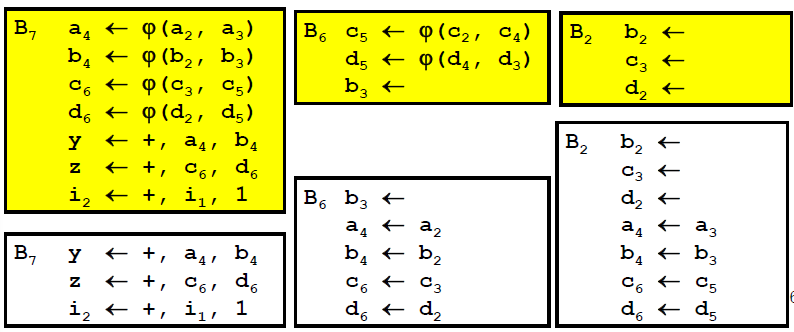 B₇ a₄ ← φ(a₂, a₃)
b₄ ← φ(b₂, b₃)
c₆ ← φ(c₃, c₅)
d₆ ← φ(d₂, d₅)
y ← +, a₄, b₄
z ← +, c₆, d₆
i₂ ← +, i₁, 1
B₆ c₅ ← φ(c₂, c₄)
d₅ ← φ(d₄, d₃)
b₃ ←
B₂ b₂ ←
c₃ ←
d₂ ←
B₇ y ← +, a₄, b₄
z ← +, c₆, d₆
i₂ ← +, i₁, 1
B₆ b₃ ←
a₄ ← a₂
b₄ ← b₂
c₆ ← c₃
d₆ ← d₂
B₂ b₂ ←
c₃ ←
d₂ ←
a₄ ← a₃
b₄ ← b₃
c₆ ← c₅
d₆ ← d₅